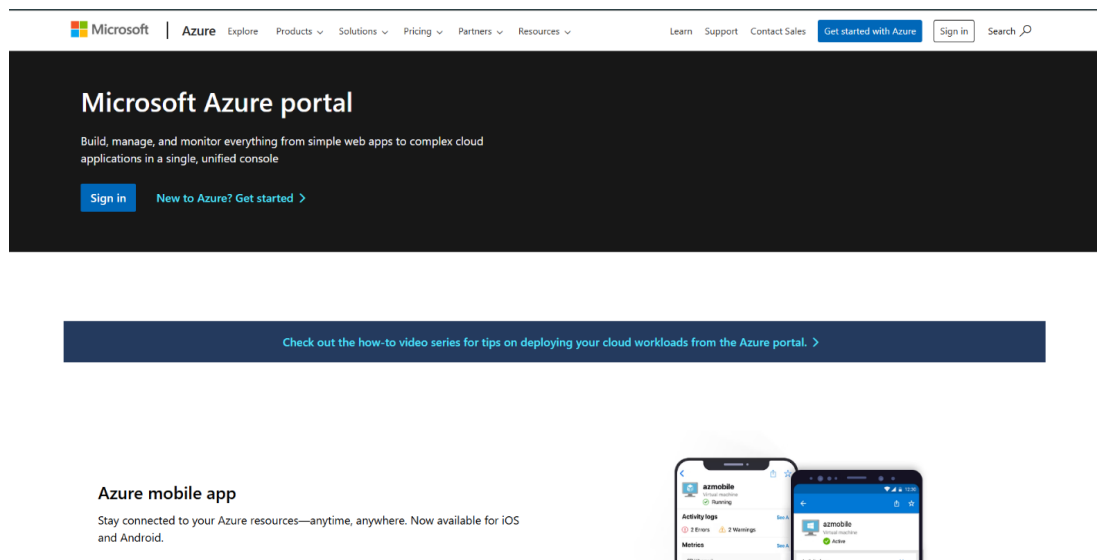 Microsoft Azure Explore Products Solutions Pricing Partners Resources Learn Support Contact Sales Get started with Azure Sign in Search
Microsoft Azure portal
Build, manage, and monitor everything from simple web apps to complex cloud
applications in a single, unified console
Sign in New to Azure? Get started
Check out the how-to video series for tips on deploying your cloud workloads from the Azure portal.
Azure mobile app
Stay connected to your Azure resources—anytime, anywhere. Now available for iOS
and Android.
azmobile
Virtual machine
Running
Activity logs See A
2 Errors 2 Warnings
Metrics See A
12:30
azmobile
Virtual machine
Active